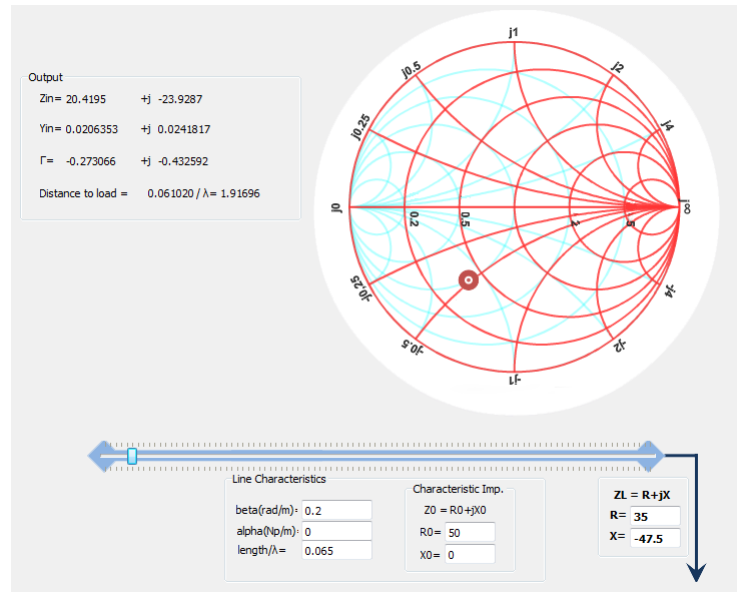 Output
Zin= 20.4195 +j -23.9287
Yin= 0.0206353 +j 0.0241817
Γ= -0.273066 +j -0.432592
Distance to load = 0.061020 / λ= 1.91696
j1
j0.5
j2
j0.25
j4
j0
0.2
0.5
2
5
∞
-j0.25
-j4
-j0.5
-j2
-j1
Line Characteristics
beta(rad/m)= 0.2
alpha(Np/m)= 0
length/λ= 0.065
Characteristic Imp.
Z0 = R0+jX0
R0= 50
X0= 0
ZL = R+jX
R= 35
X= -47.5